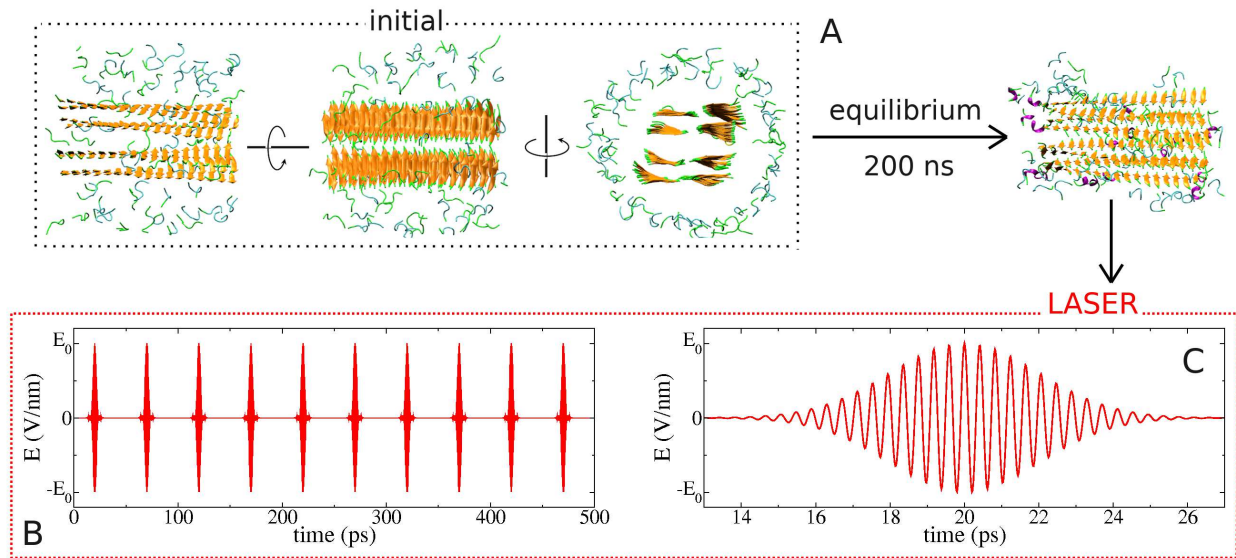 initial
A
equilibrium
200 ns
LASER
E₀
0
-E₀
E (V/nm)
0 100 200 300 400 500
time (ps)
B
E₀
0
-E₀
E (V/nm)
14 16 18 20 22 24 26
time (ps)
C